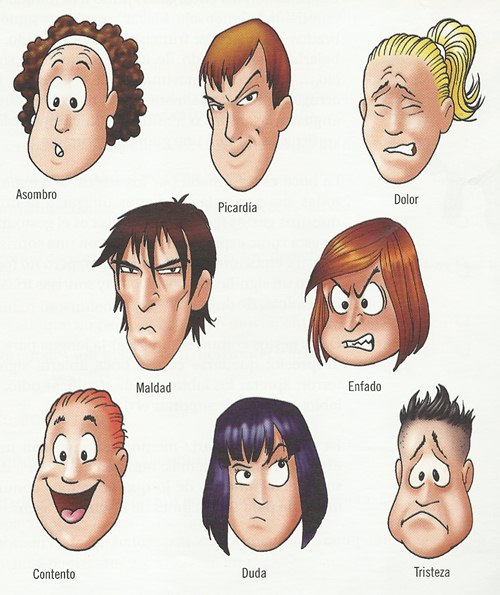 Asombro
Picardía
Dolor
Maldad
Enfado
Contento
Duda
Tristeza